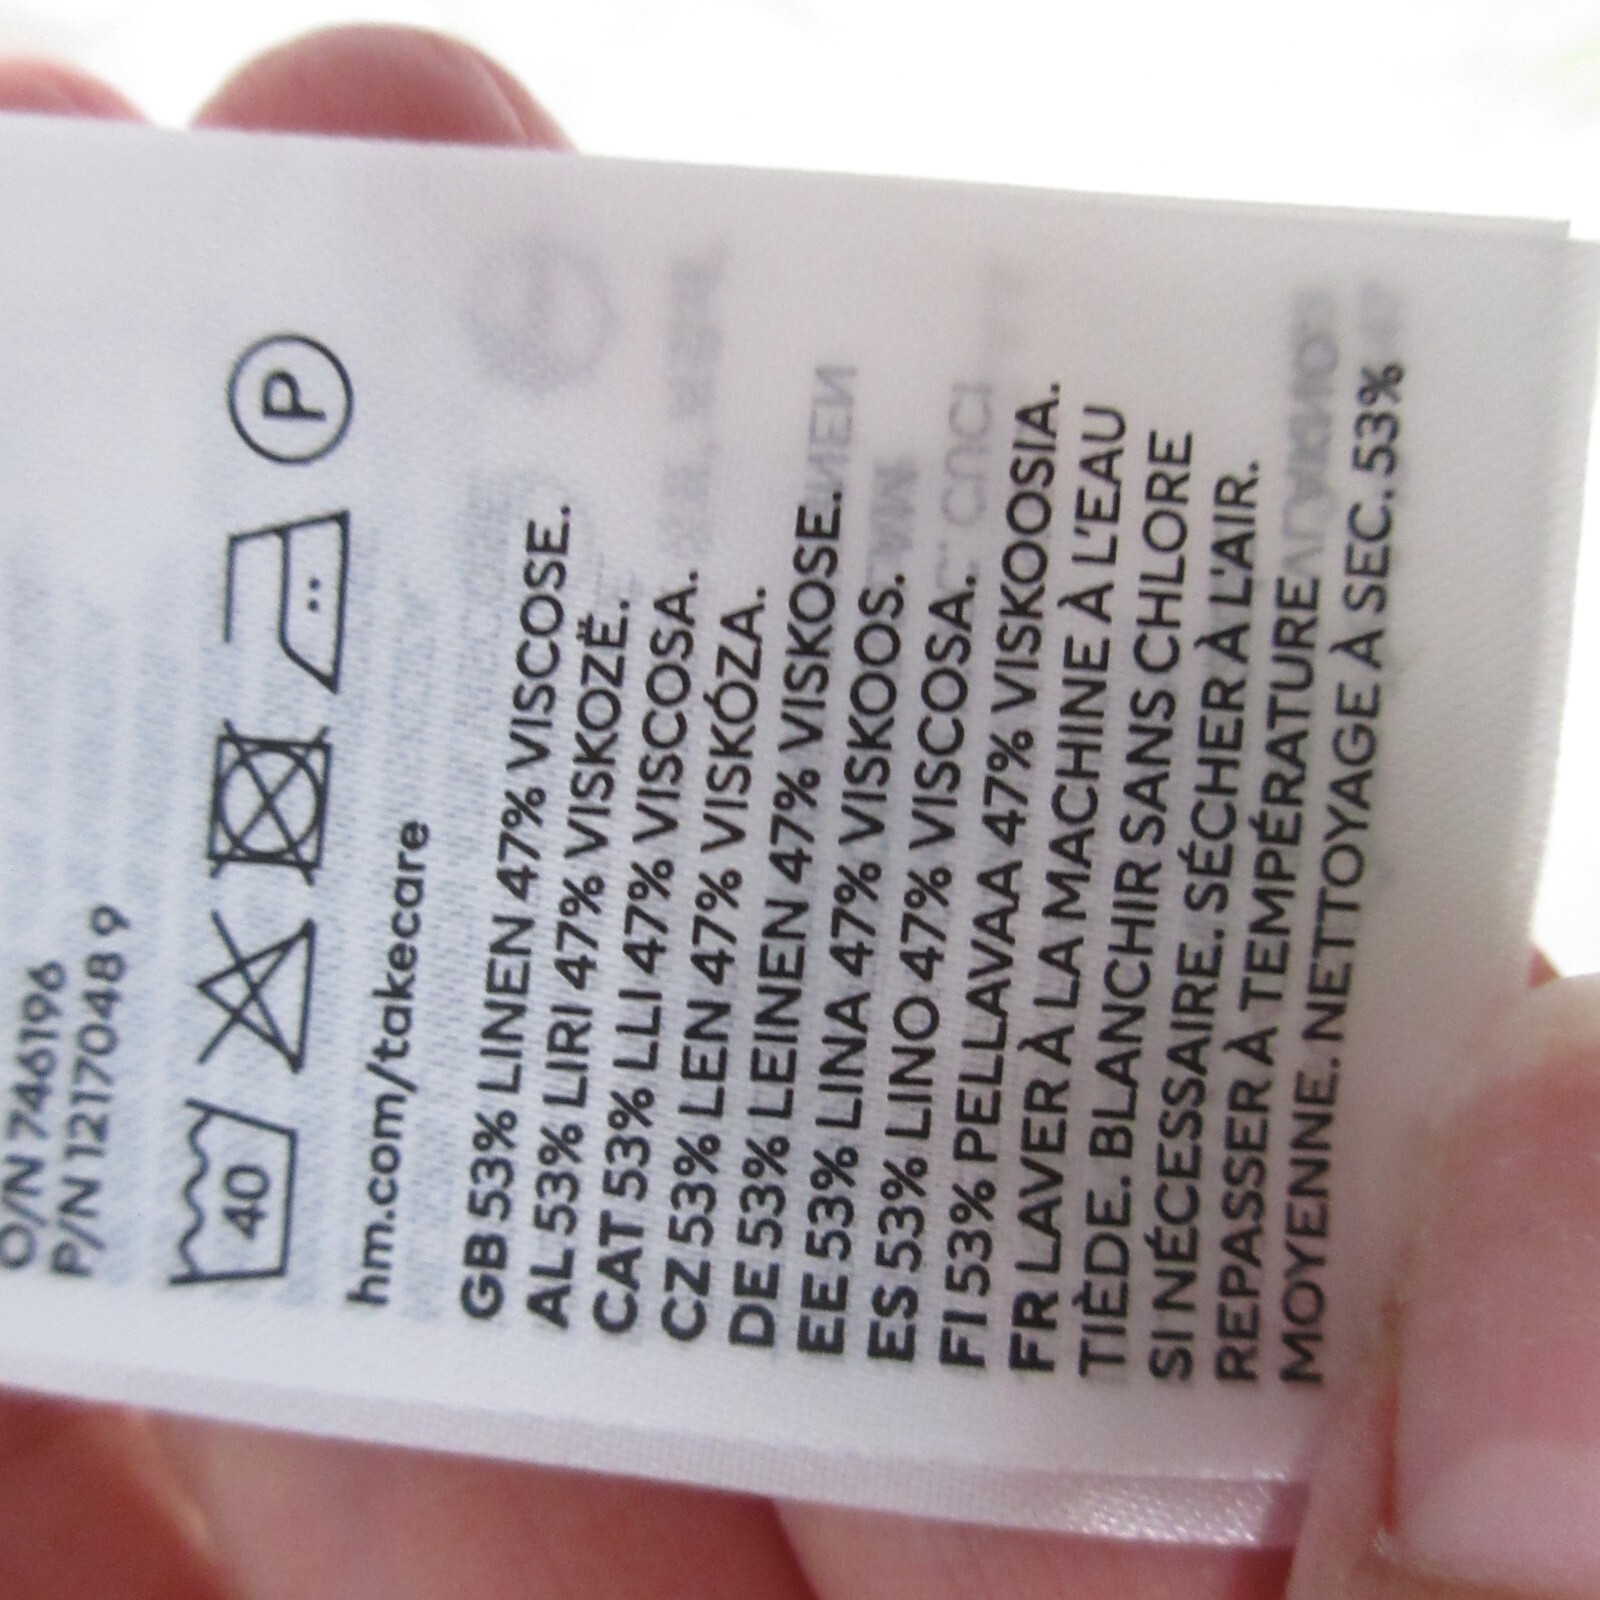 O/N 746196
P/N 1217048 9
40
P
hm.com/takecare
GB 53% LINEN 47% VISCOSE.
AL 53% LIRI 47% VISKOZË.
CAT 53% LLI 47% VISCOSA.
CZ 53% LEN 47% VISKÓZA.
DE 53% LEINEN 47% VISKOSE.
EE 53% LINA 47% VISKOOS.
ES 53% LINO 47% VISCOSA.
FI 53% PELLAVAA 47% VISKOOSIA.
FR LAVER À LA MACHINE À L'EAU
TIÈDE. BLANCHIR SANS CHLORE
SI NÉCESSAIRE. SÉCHER À L'AIR.
REPASSER À TEMPÉRATURE
MOYENNE. NETTOYAGE À SEC. 53%